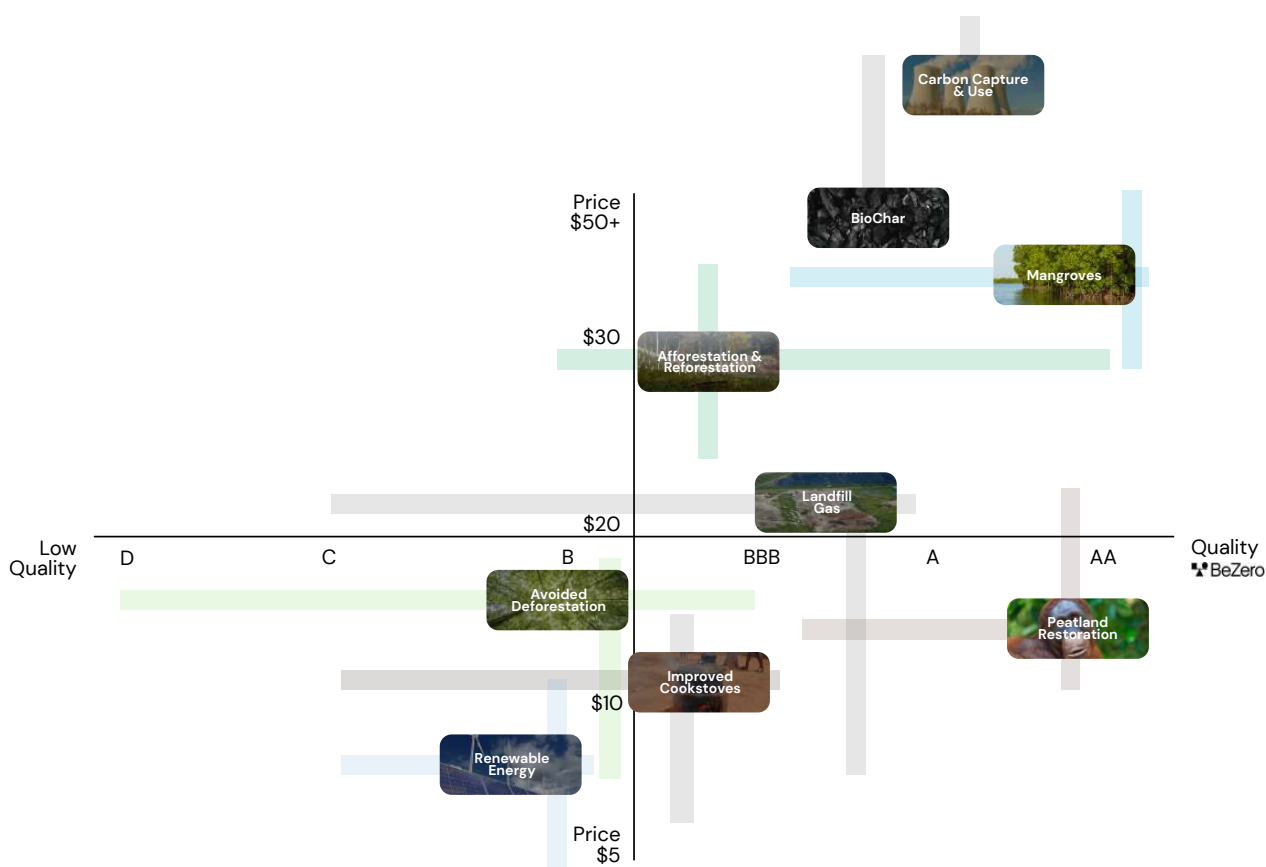 Carbon Capture
& Use
Price
$50+
BioChar
Mangroves
$30
Afforestation &
Reforestation
Landfill
Gas
$20
Low
Quality
D
C
B
BBB
A
AA
Quality
BeZero
Avoided
Deforestation
Peatland
Restoration
Improved
Cookstoves
$10
Renewable
Energy
Price
$5